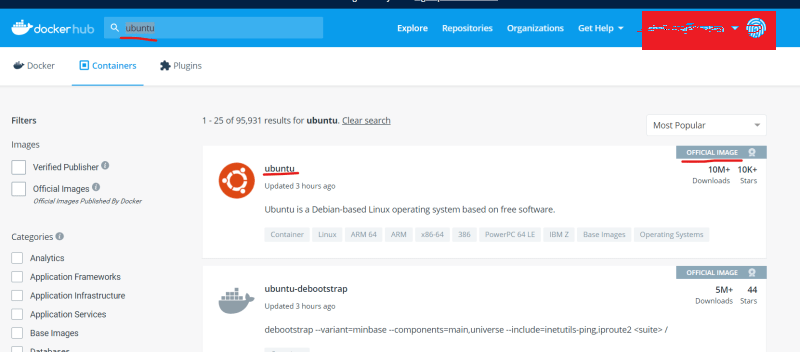 docker hub
ubuntu
Explore Repositories Organizations Get Help
Docker Containers Plugins
Filters
1 - 25 of 95,931 results for ubuntu. Clear search
Most Popular
Images
Verified Publisher
Official Images
Official Images Published By Docker
Categories
Analytics
Application Frameworks
Application Infrastructure
Application Services
Base Images
Databases
OFFICIAL IMAGE
ubuntu
10M+ 10K+
Downloads Stars
Updated 3 hours ago
Ubuntu is a Debian-based Linux operating system based on free software.
Container Linux ARM 64 ARM x86-64 386 PowerPC 64 LE IBM Z Base Images Operating Systems
OFFICIAL IMAGE
ubuntu-debootstrap
5M+ 44
Downloads Stars
Updated 3 hours ago
debootstrap --variant=minbase --components=main,universe --include=inetutils-ping,iproute2 <suite> /